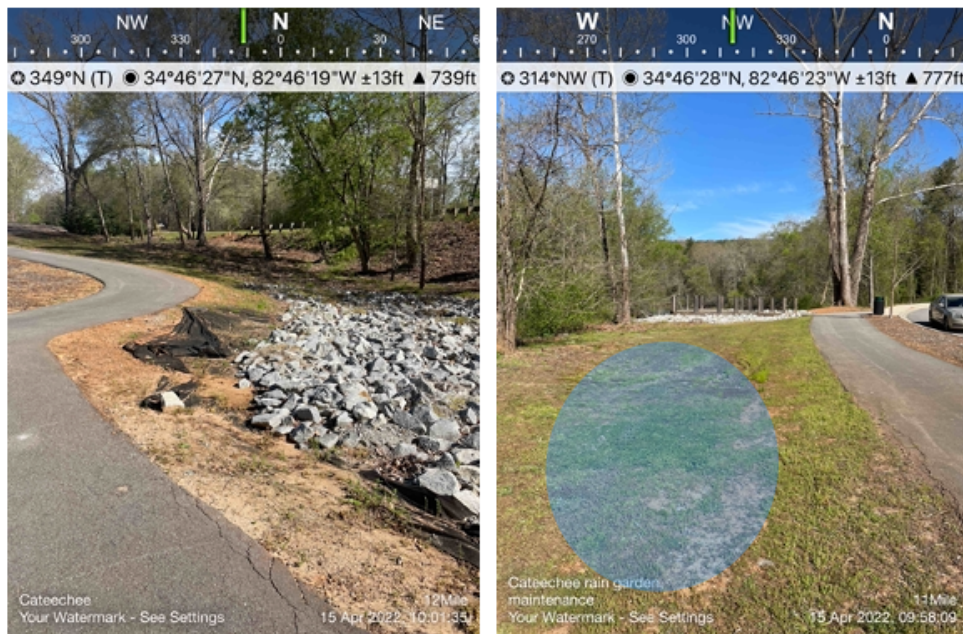 NW N NE
300 330 0 30 6
349°N (T) 34°46'27"N, 82°46'19"W ±13ft ▲ 739ft
Cateechee
Your Watermark - See Settings
12Mile
15 Apr 2022, 10:01:35
W NW N
270 300 330 0
314°NW (T) 34°46'28"N, 82°46'23"W ±13ft ▲ 777ft
Cateechee rain garden
maintenance
Your Watermark - See Settings
11Mile
15 Apr 2022, 09:58:09